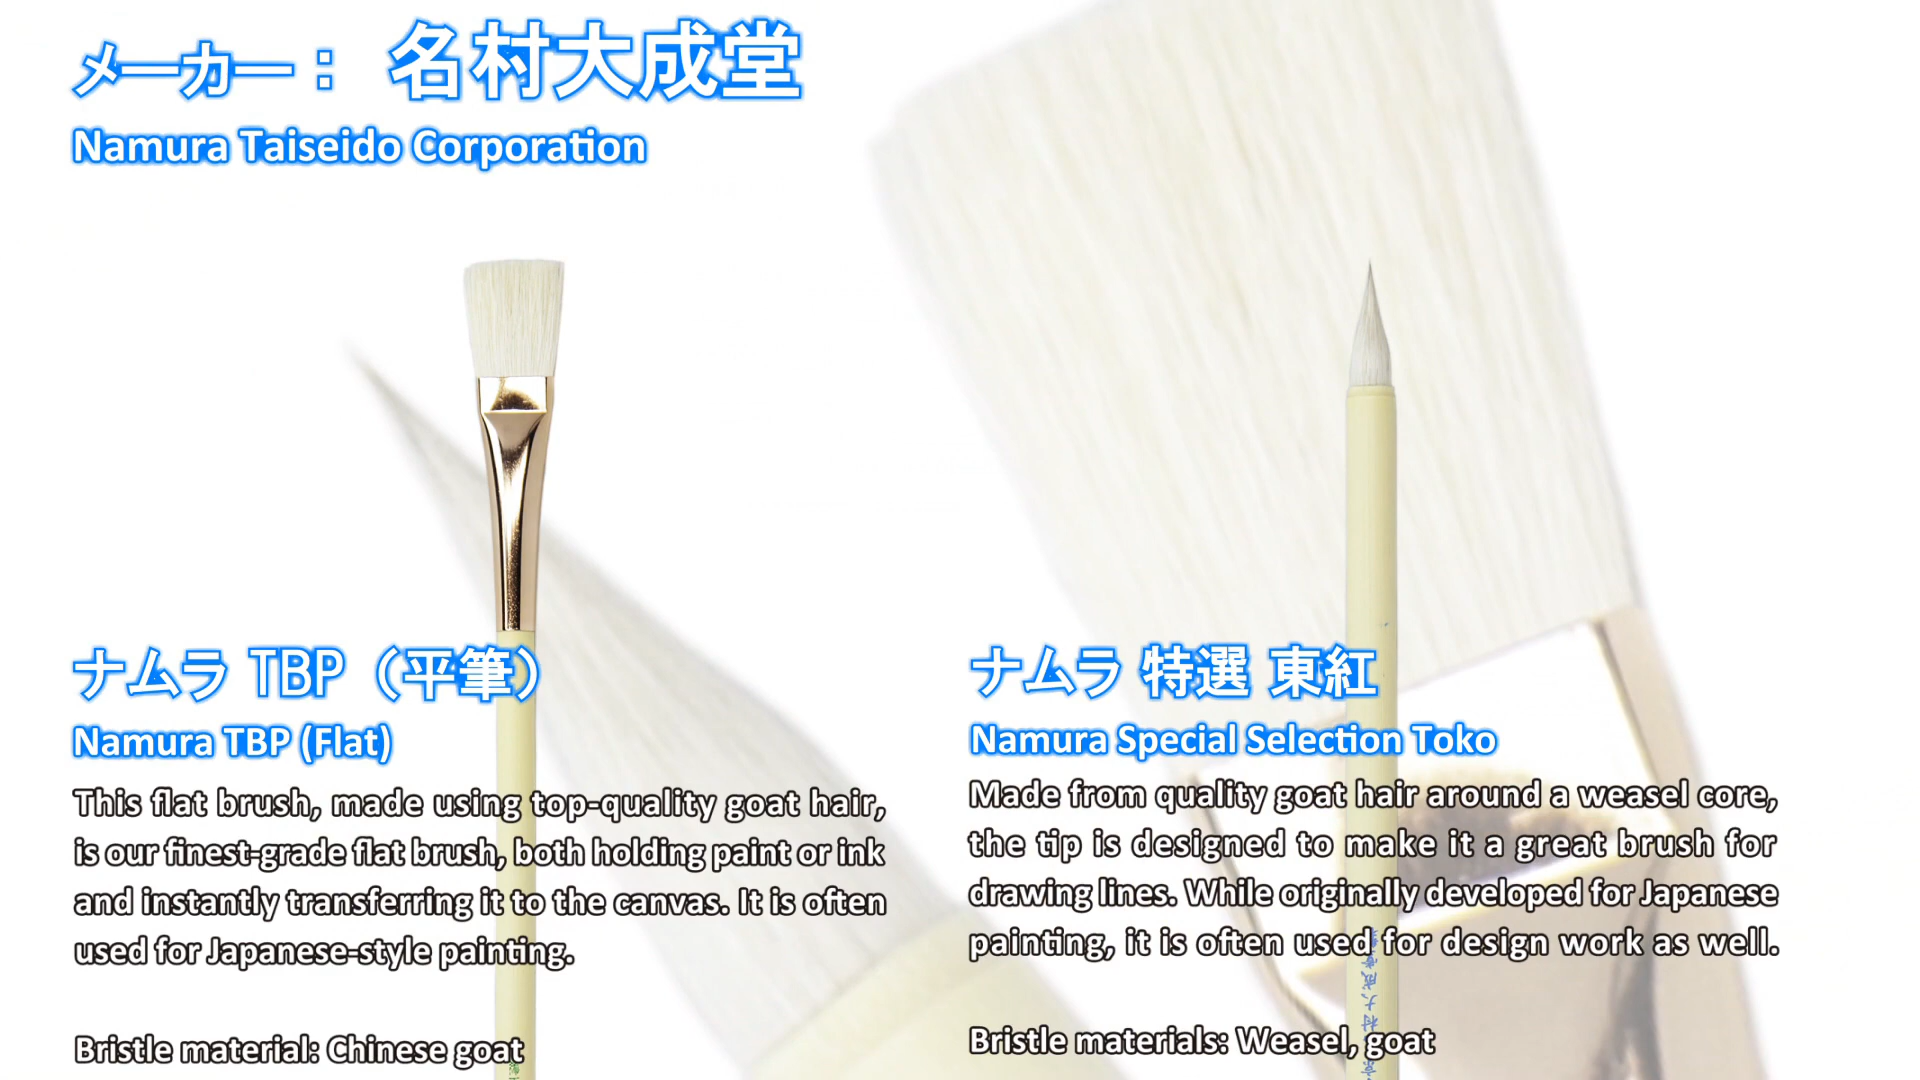 メーカー： 名村大成堂
Namura Taiseido Corporation
ナムラ TBP（平筆）
Namura TBP (Flat)
This flat brush, made using top-quality goat hair,
is our finest-grade flat brush, both holding paint or ink
and instantly transferring it to the canvas. It is often
used for Japanese-style painting.
Bristle material: Chinese goat
ナムラ 特選 東紅
Namura Special Selection Toko
Made from quality goat hair around a weasel core,
the tip is designed to make it a great brush for
drawing lines. While originally developed for Japanese
painting, it is often used for design work as well.
Bristle materials: Weasel, goat